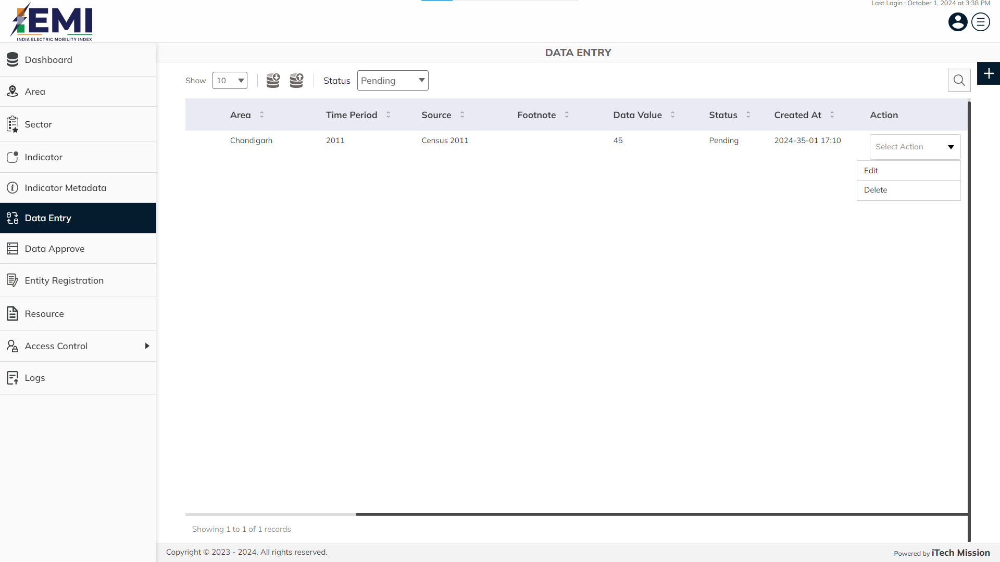 Last Login : October 1, 2024 at 3:38 PM
EMI
INDIA ELECTRIC MOBILITY INDEX
DATA ENTRY
Dashboard
Area
Sector
Indicator
Indicator Metadata
Data Entry
Data Approve
Entity Registration
Resource
Access Control
Logs
Show 10 Status Pending
Area Time Period Source Footnote Data Value Status Created At Action
Chandigarh 2011 Census 2011 45 Pending 2024-35-01 17:10 Select Action
Edit
Delete
Showing 1 to 1 of 1 records
Copyright © 2023 - 2024. All rights reserved.
Powered by iTech Mission